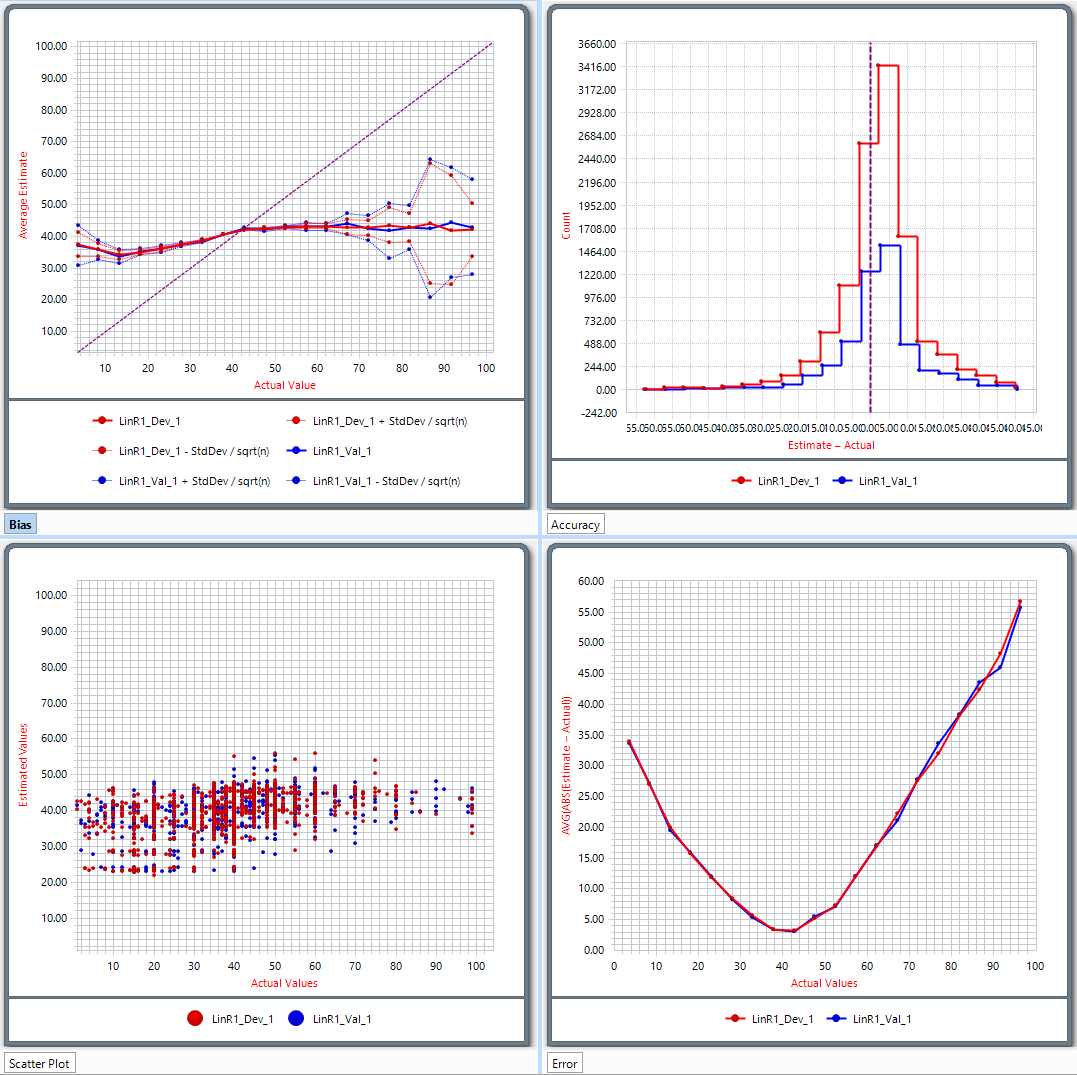 100.00
90.00
80.00
70.00
60.00
50.00
40.00
30.00
20.00
10.00
Average Estimate
10 20 30 40 50 60 70 80 90 100
Actual Value
LinR1_Dev_1 LinR1_Dev_1 + StdDev / sqrt(n)
LinR1_Dev_1 - StdDev / sqrt(n) LinR1_Val_1
LinR1_Val_1 + StdDev / sqrt(n) LinR1_Val_1 - StdDev / sqrt(n)
Bias
3660.00
3416.00
3172.00
2928.00
2684.00
2440.00
2196.00
1952.00
1708.00
1464.00
1220.00
976.00
732.00
488.00
244.00
0.00
-242.00
Count
Estimate – Actual
LinR1_Dev_1 LinR1_Val_1
Accuracy
100.00
90.00
80.00
70.00
60.00
50.00
40.00
30.00
20.00
10.00
Estimated Values
10 20 30 40 50 60 70 80 90 100
Actual Values
LinR1_Dev_1 LinR1_Val_1
Scatter Plot
60.00
55.00
50.00
45.00
40.00
35.00
30.00
25.00
20.00
15.00
10.00
5.00
0.00
AVG(ABS(Estimate – Actual))
0 10 20 30 40 50 60 70 80 90 100
Actual Values
LinR1_Dev_1 LinR1_Val_1
Error